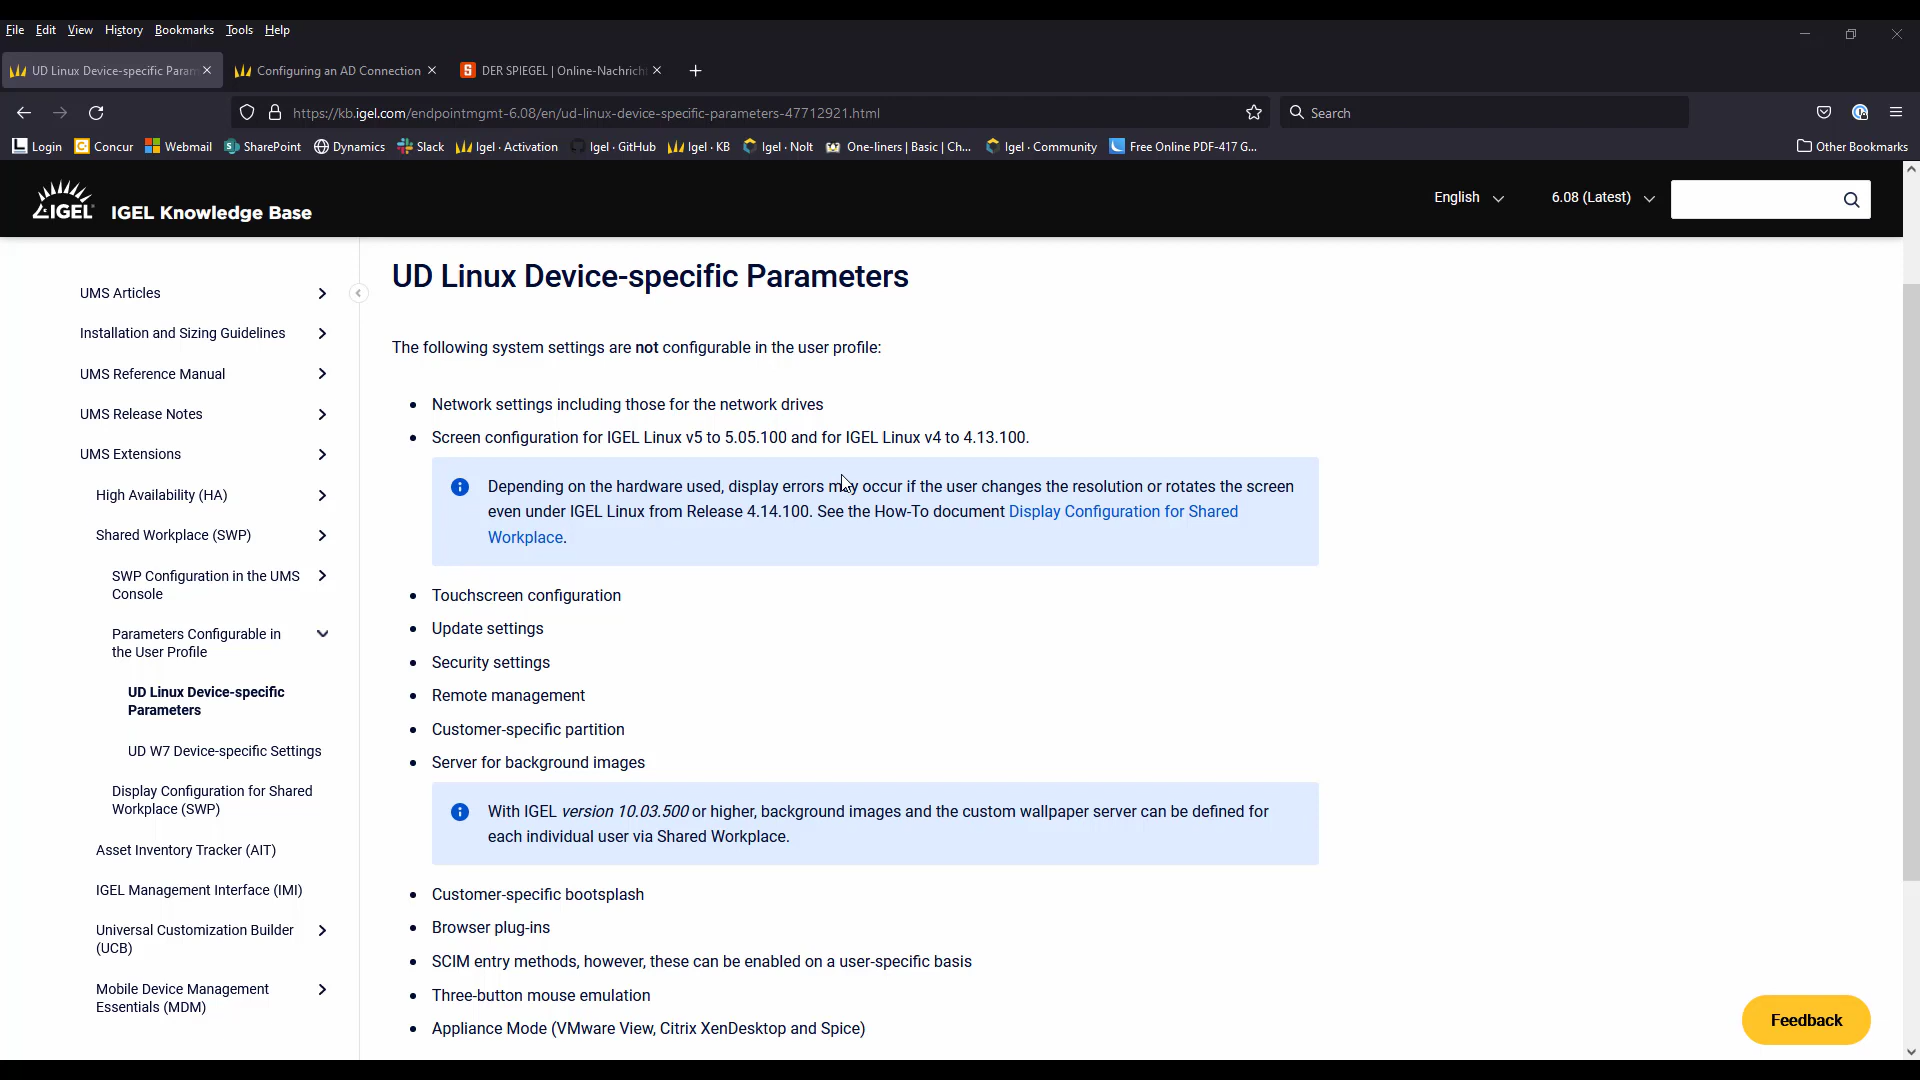 File Edit View History Bookmarks Tools Help
UD Linux Device-specific Param
Configuring an AD Connection
DER SPIEGEL | Online-Nachrich
https://kb.igel.com/endpointmgmt-6.08/en/ud-linux-device-specific-parameters-47712921.html
Search
Login Concur Webmail SharePoint Dynamics Slack Igel · Activation Igel · GitHub Igel · KB Igel · Nolt One-liners | Basic | Ch... Igel · Community Free Online PDF-417 G... Other Bookmarks
IGEL IGEL Knowledge Base
English 6.08 (Latest)
UMS Articles
Installation and Sizing Guidelines
UMS Reference Manual
UMS Release Notes
UMS Extensions
High Availability (HA)
Shared Workplace (SWP)
SWP Configuration in the UMS
Console
Parameters Configurable in
the User Profile
UD Linux Device-specific
Parameters
UD W7 Device-specific Settings
Display Configuration for Shared
Workplace (SWP)
Asset Inventory Tracker (AIT)
IGEL Management Interface (IMI)
Universal Customization Builder
(UCB)
Mobile Device Management
Essentials (MDM)
UD Linux Device-specific Parameters
The following system settings are not configurable in the user profile:
• Network settings including those for the network drives
• Screen configuration for IGEL Linux v5 to 5.05.100 and for IGEL Linux v4 to 4.13.100.
Depending on the hardware used, display errors may occur if the user changes the resolution or rotates the screen
even under IGEL Linux from Release 4.14.100. See the How-To document Display Configuration for Shared
Workplace.
• Touchscreen configuration
• Update settings
• Security settings
• Remote management
• Customer-specific partition
• Server for background images
With IGEL version 10.03.500 or higher, background images and the custom wallpaper server can be defined for
each individual user via Shared Workplace.
• Customer-specific bootsplash
• Browser plug-ins
• SCIM entry methods, however, these can be enabled on a user-specific basis
• Three-button mouse emulation
• Appliance Mode (VMware View, Citrix XenDesktop and Spice)
Feedback